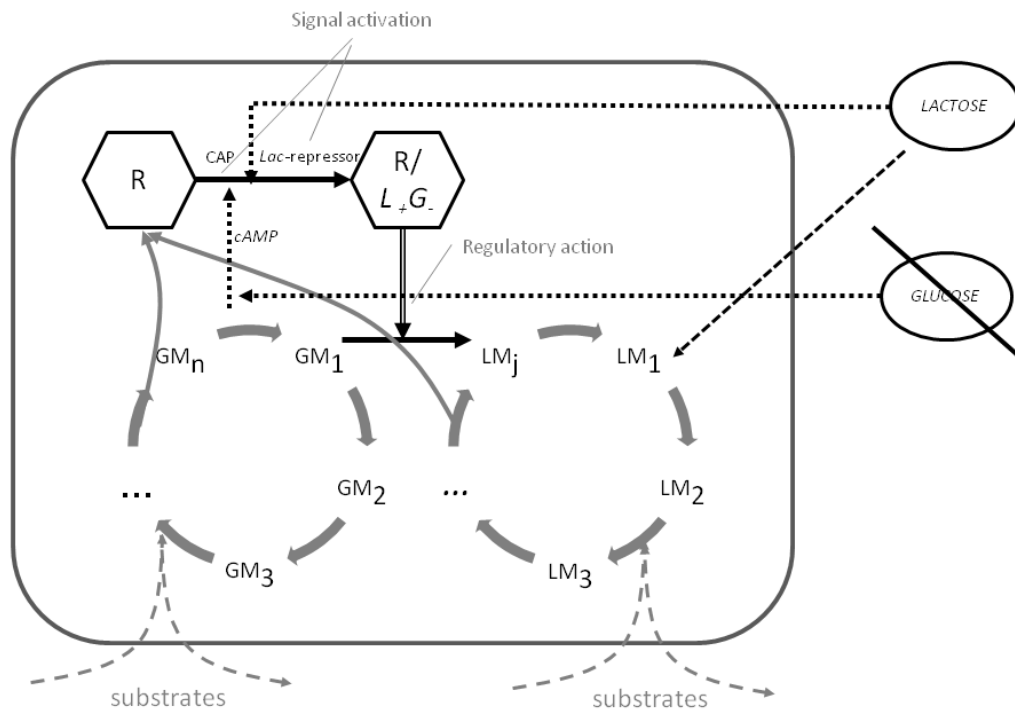 Signal activation
LACTOSE
CAP
Lac-repressor
R
R/
L+G-
cAMP
Regulatory action
GLUCOSE
GMn
GM1
LMj
LM1
...
GM2
...
LM2
GM3
LM3
substrates
substrates